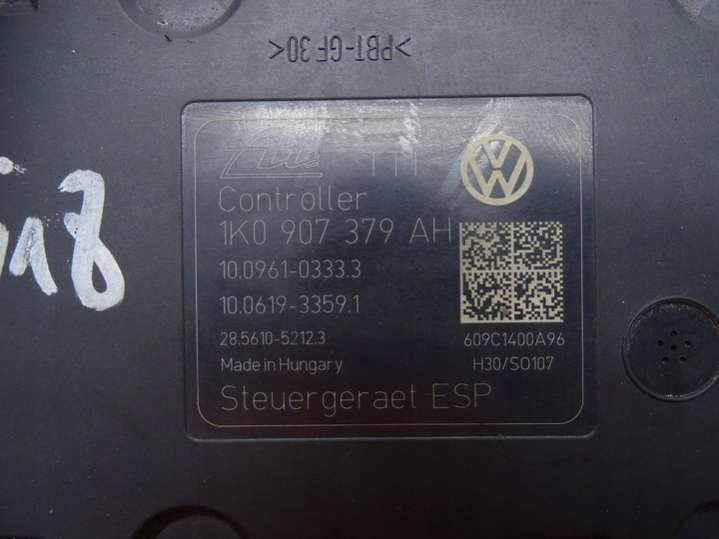 >PBT-GF30<
Ate
Controller
1K0 907 379 AH
10.0961-0333.3
10.0619-3359.1
28.5610-5212.3
609C1400A96
Made in Hungary
H30/SO107
Steuergeraet ESP